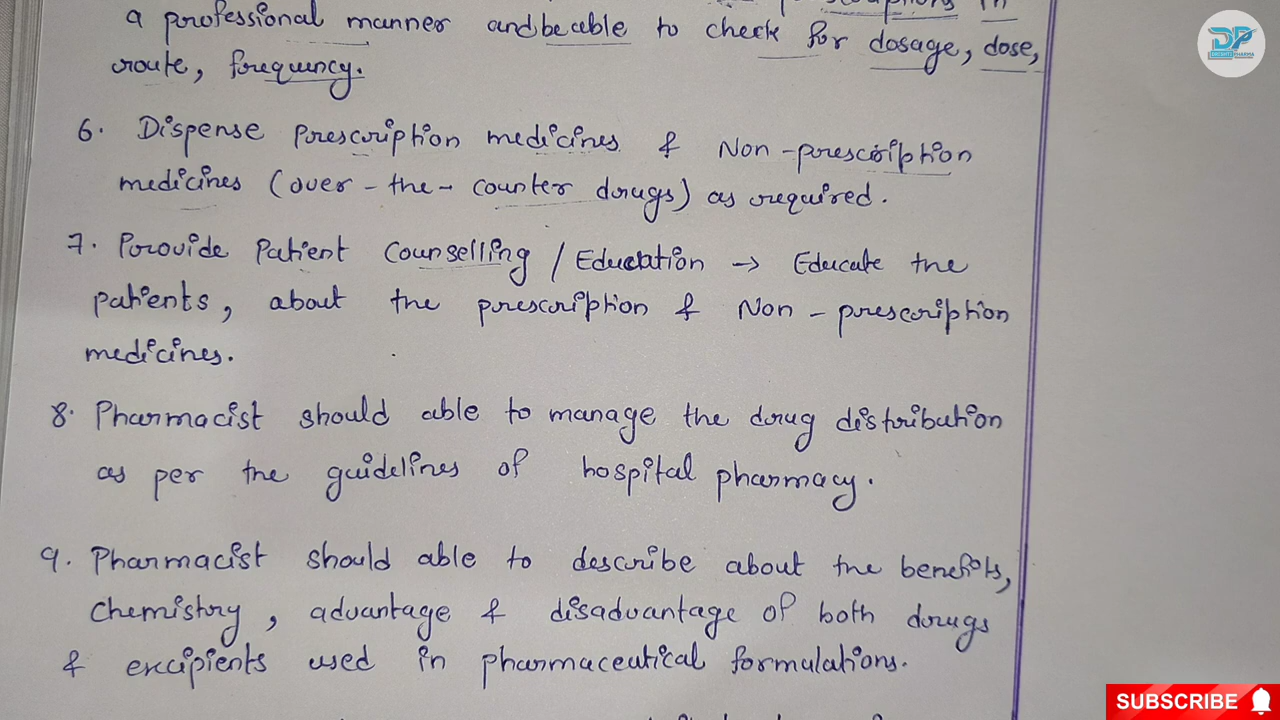 a professional manner and be able to check for dosage, dose,
route, frequency.
6. Dispense prescription medicines & Non-prescription
medicines (over-the-counter drugs) as required.
7. Provide Patient Counselling / Education → Educate the
patients, about the prescription & Non-prescription
medicines.
8. Pharmacist should able to manage the drug distribution
as per the guidelines of hospital pharmacy.
9. Pharmacist should able to describe about the benefits,
chemistry, advantage & disadvantage of both drugs
& excipients used in pharmaceutical formulations.
DP
SUBSCRIBE